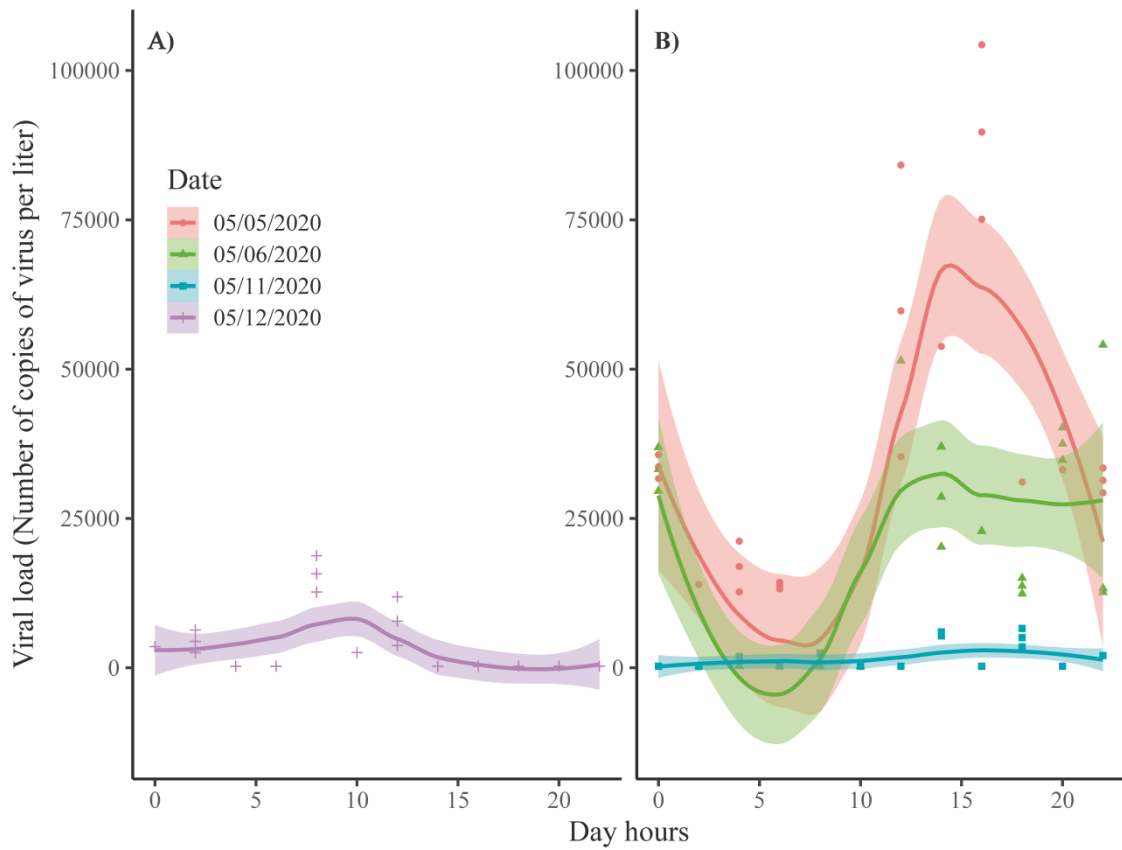 A)
B)
100000
75000
50000
25000
0
100000
75000
50000
25000
0
Viral load (Number of copies of virus per liter)
Date
05/05/2020
05/06/2020
05/11/2020
05/12/2020
0 5 10 15 20
0 5 10 15 20
Day hours